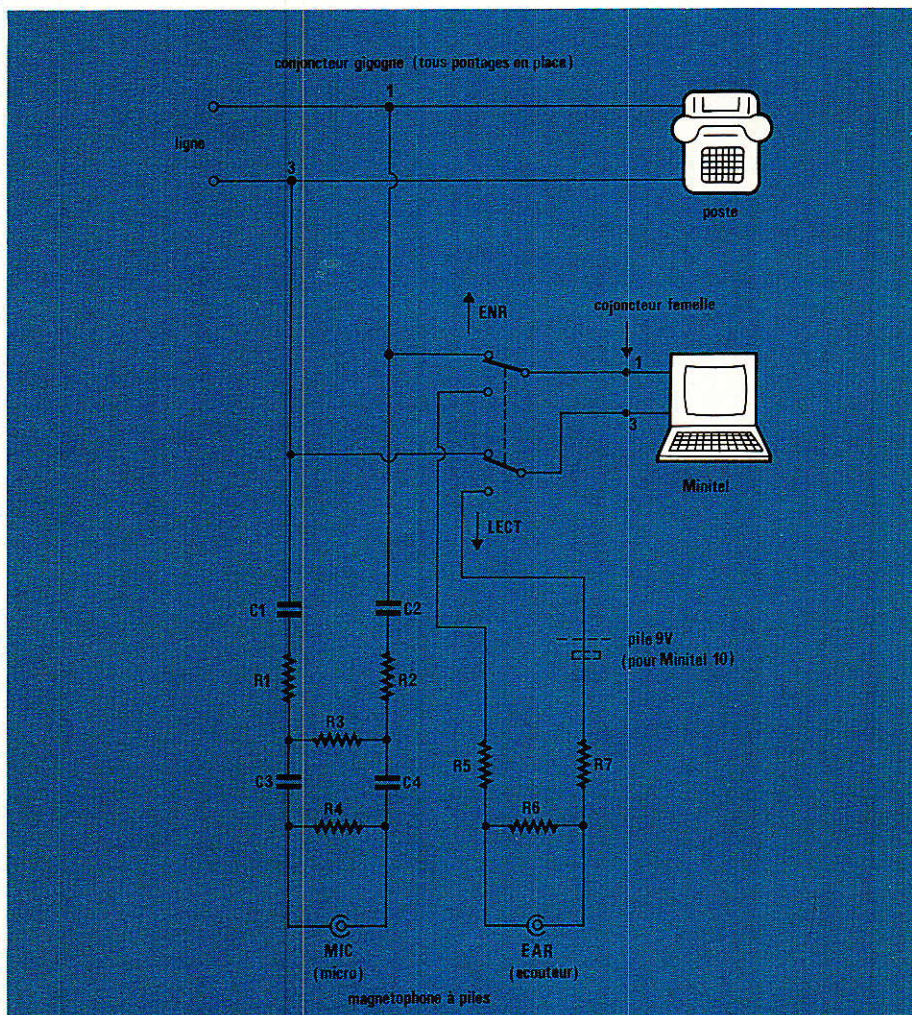 conjoncteur gigogne (tous pontages en place)
1
ligne
3
poste
ENR
cojoncteur femelle
1
3
Minitel
LECT
C1
C2
pile 9V
(pour Minitel 10)
R1
R2
R3
R5
R7
C3
C4
R4
R6
MIC
(micro)
EAR
(ecouteur)
magnetophone à piles